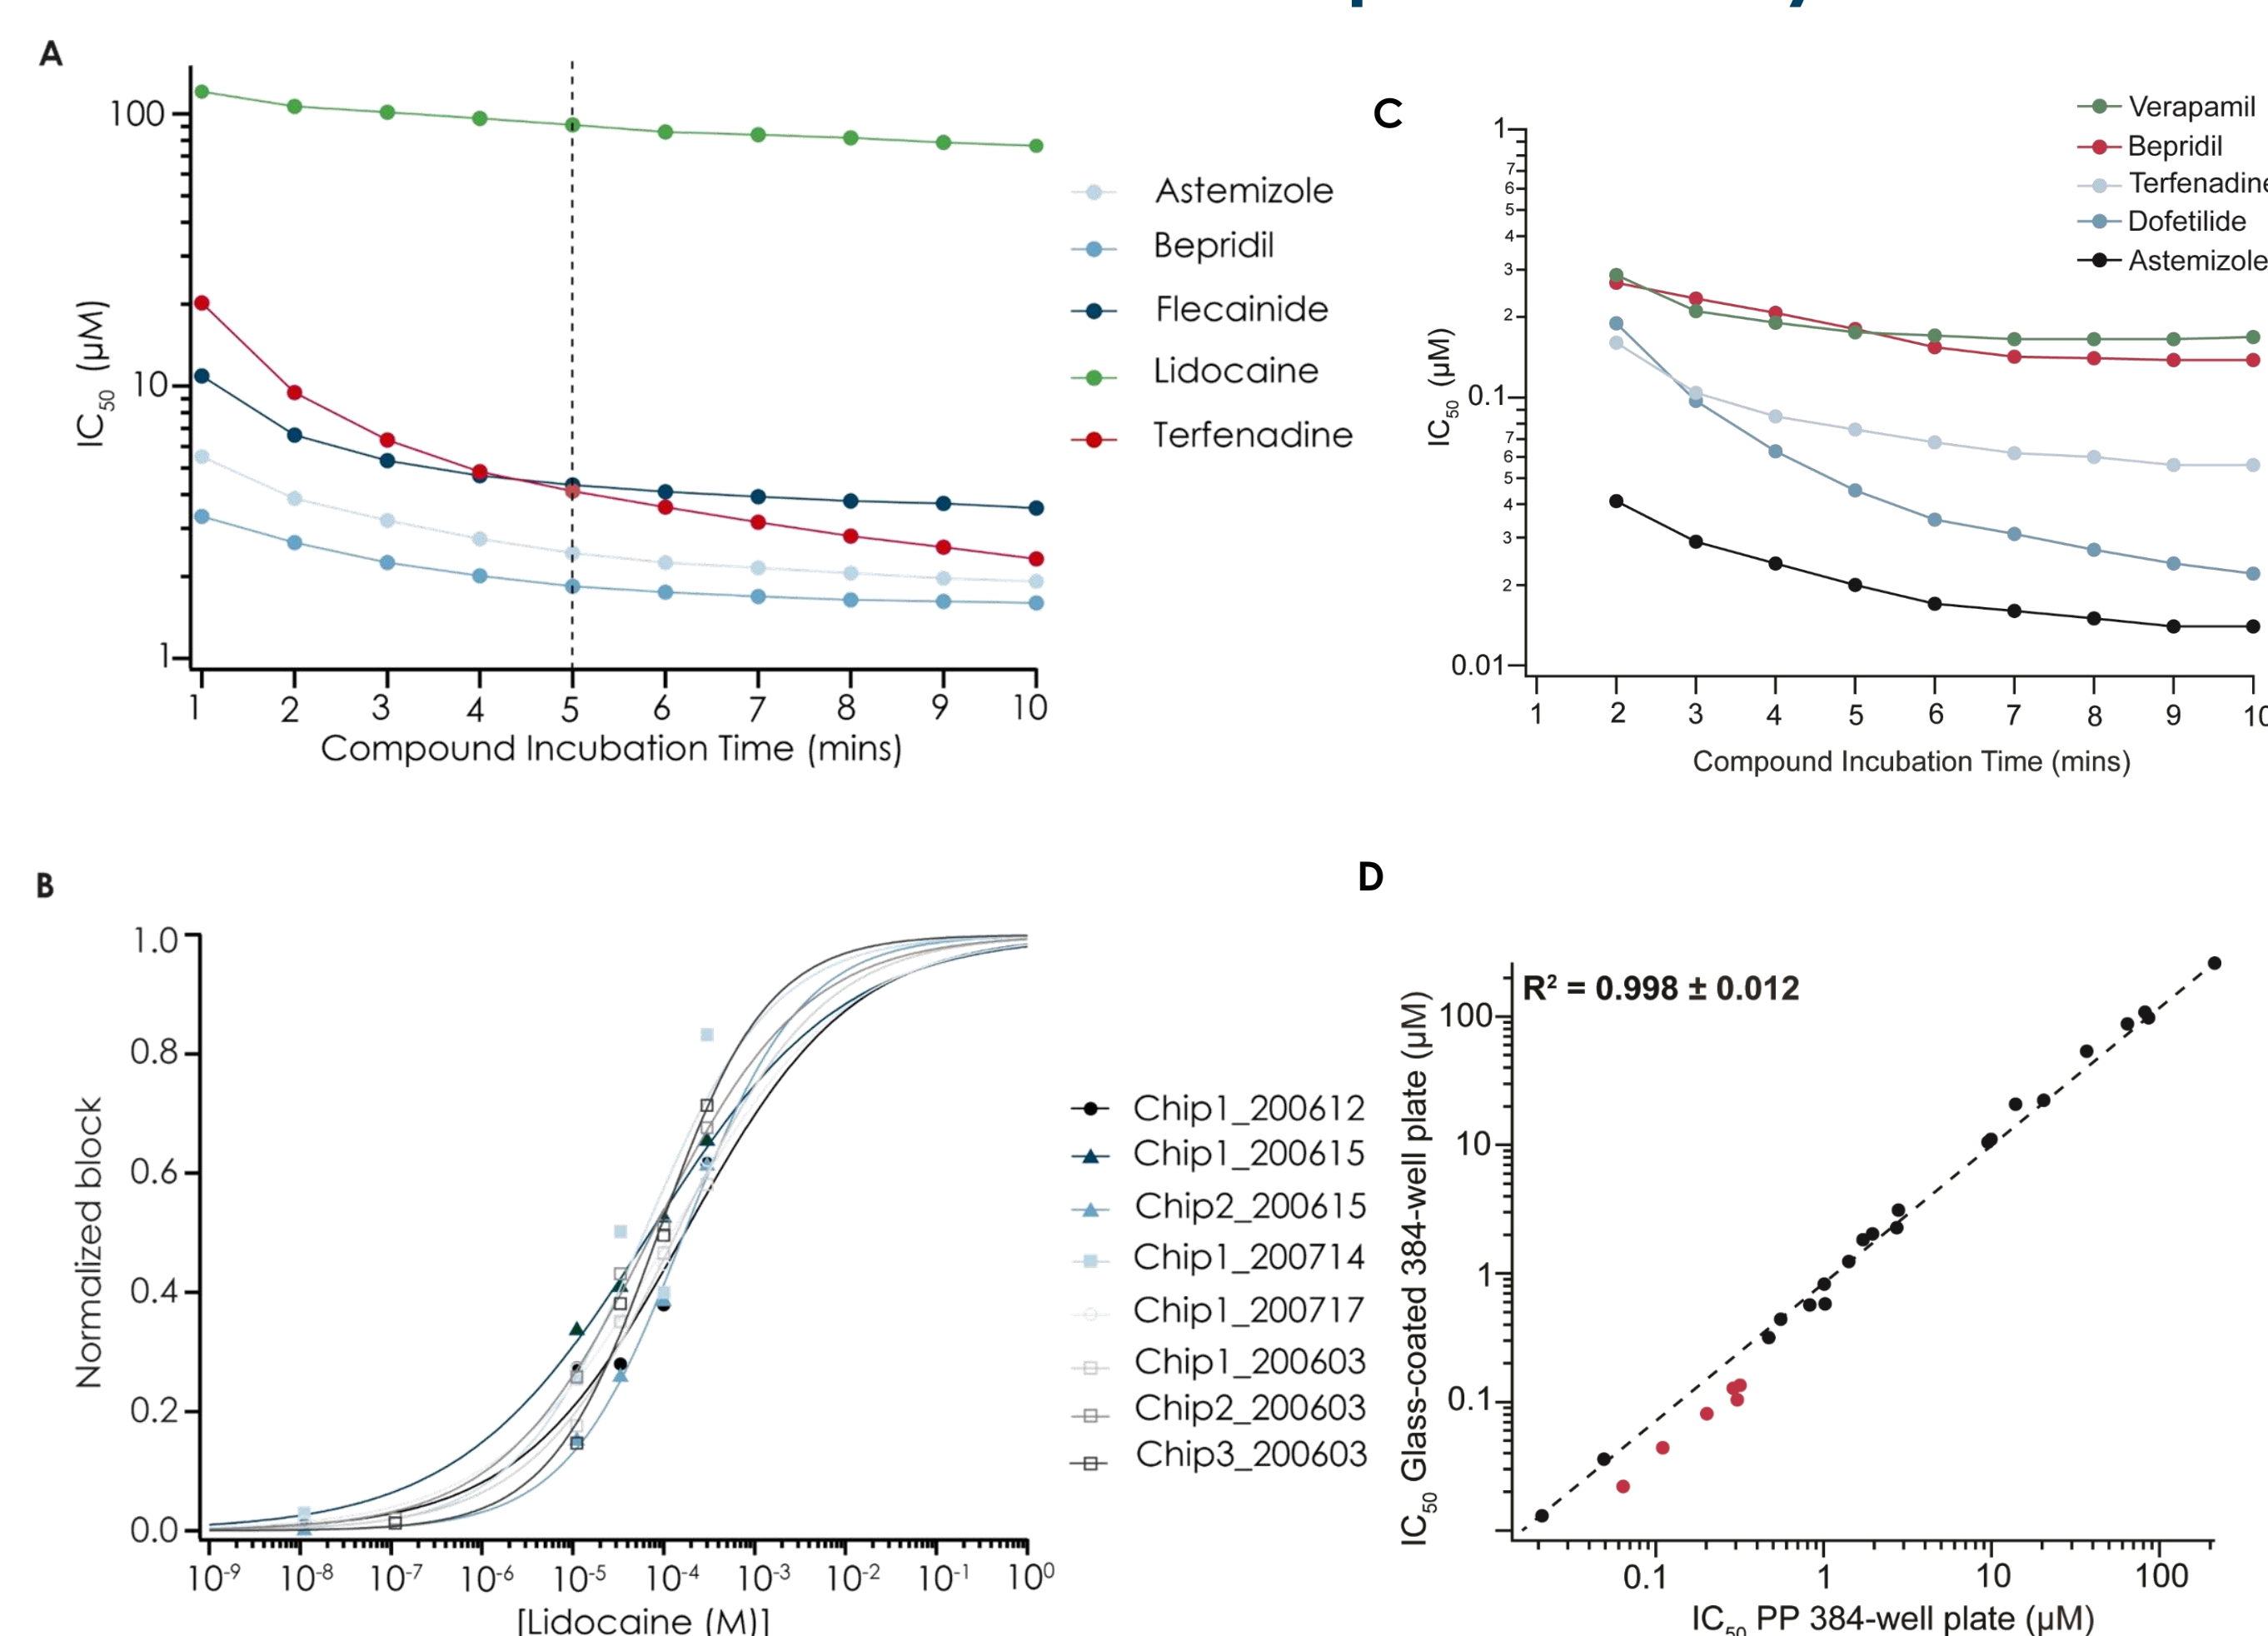 A
100
10
1
IC50 (µM)
1 2 3 4 5 6 7 8 9 10
Compound Incubation Time (mins)
Astemizole
Bepridil
Flecainide
Lidocaine
Terfenadine
C
1
7
6
5
4
3
2
0.1
7
6
5
4
3
2
0.01
IC50 (µM)
1 2 3 4 5 6 7 8 9 10
Compound Incubation Time (mins)
Verapamil
Bepridil
Terfenadine
Dofetilide
Astemizole
B
1.0
0.8
0.6
0.4
0.2
0.0
Normalized block
10-9 10-8 10-7 10-6 10-5 10-4 10-3 10-2 10-1 100
[Lidocaine (M)]
Chip1_200612
Chip1_200615
Chip2_200615
Chip1_200714
Chip1_200717
Chip1_200603
Chip2_200603
Chip3_200603
D
R² = 0.998 ± 0.012
100
10
1
0.1
IC50 Glass-coated 384-well plate (µM)
0.1 1 10 100
IC50 PP 384-well plate (µM)